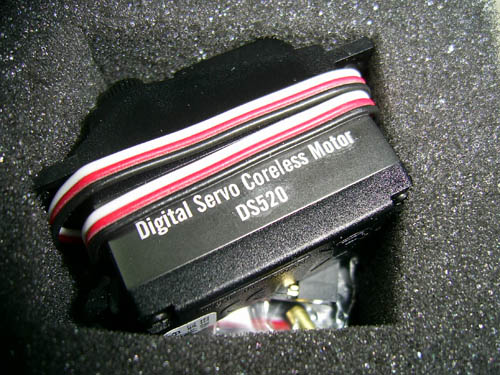 Digital Servo Coreless Motor
DS520